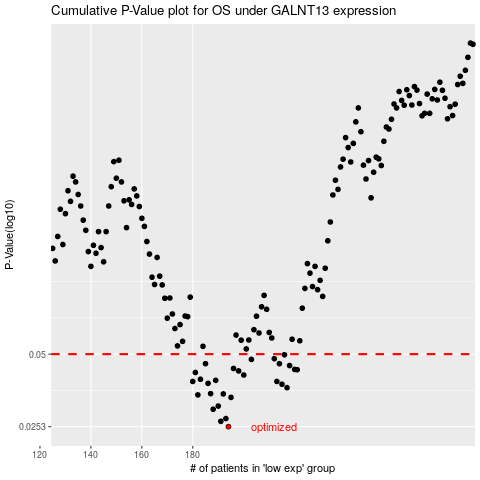 Cumulative P-Value plot for OS under GALNT13 expression
P-Value(log10)
0.05
0.0253
optimized
120 140 160 180
# of patients in 'low exp' group